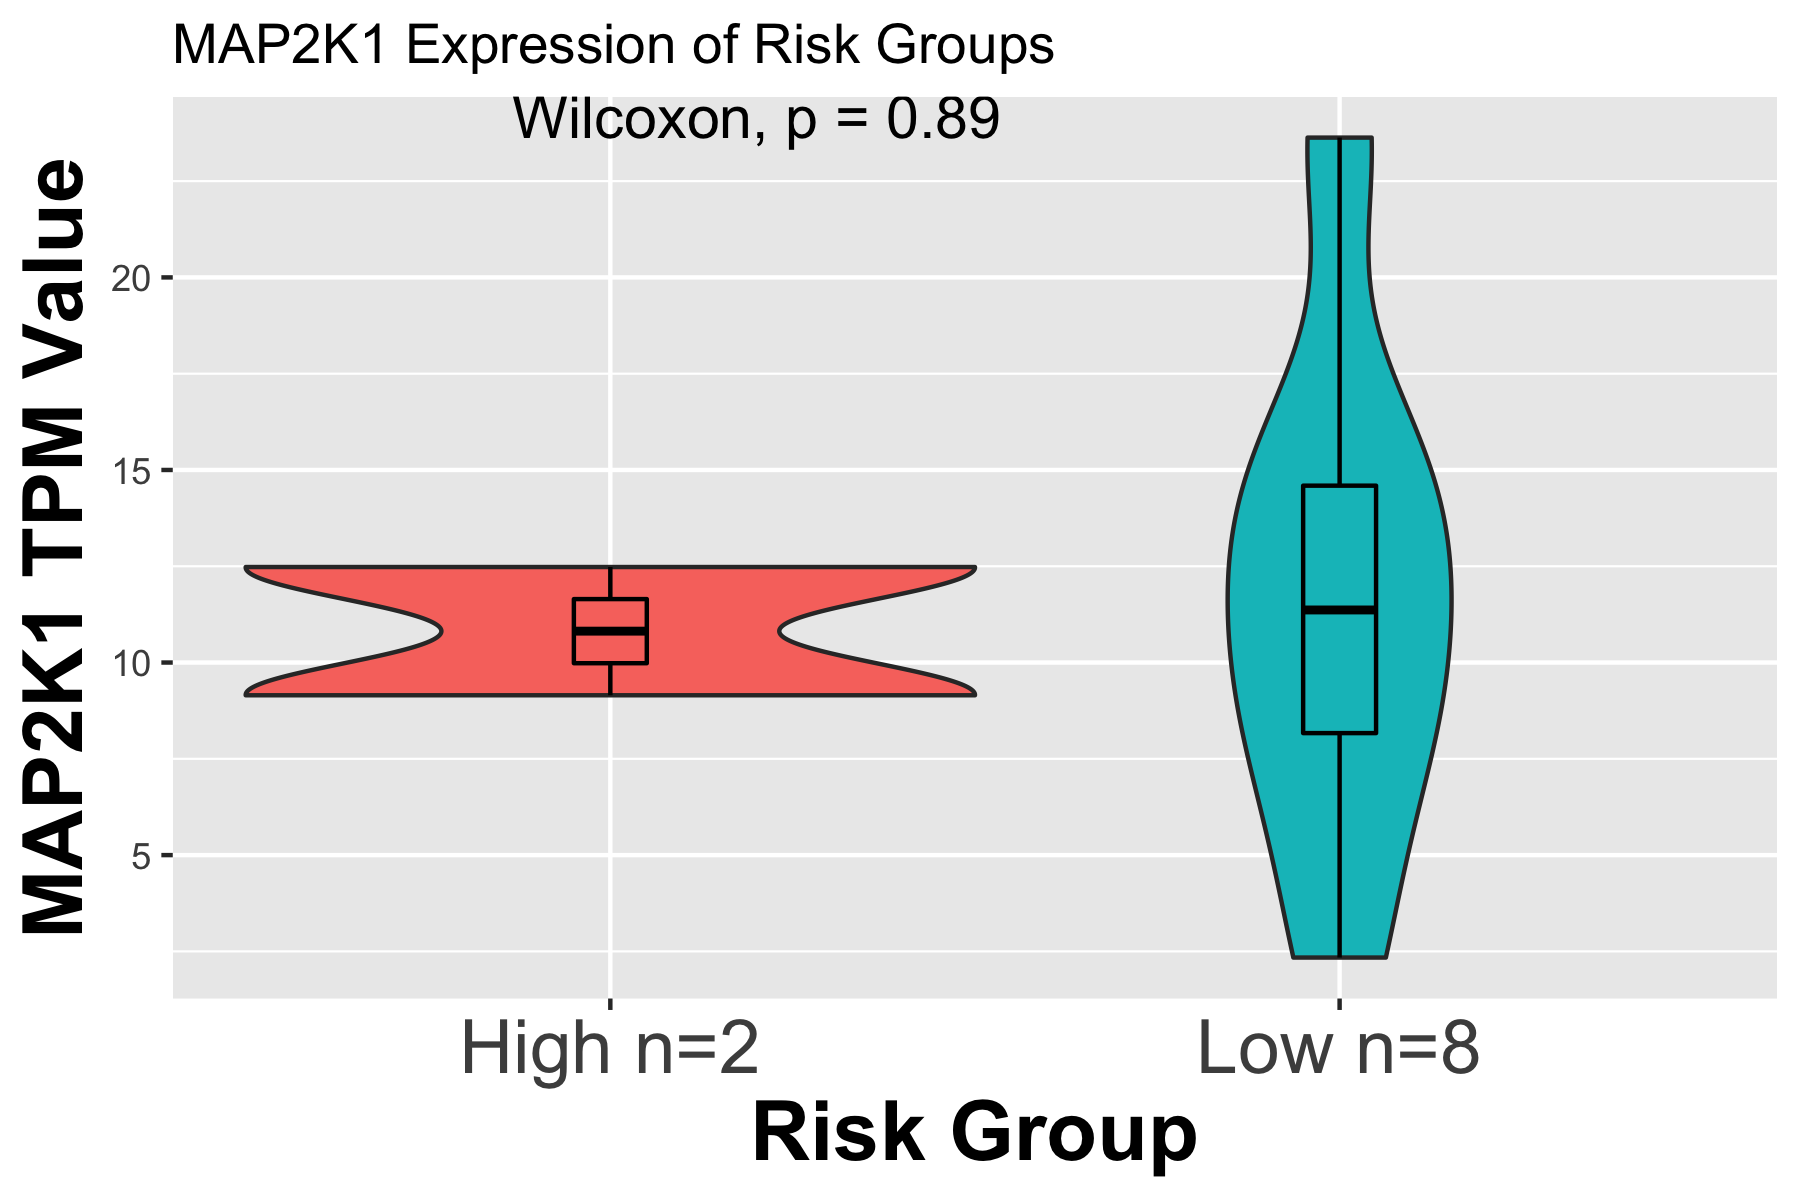 MAP2K1 Expression of Risk Groups
Wilcoxon, p = 0.89
MAP2K1 TPM Value
20
15
10
5
High n=2
Low n=8
Risk Group